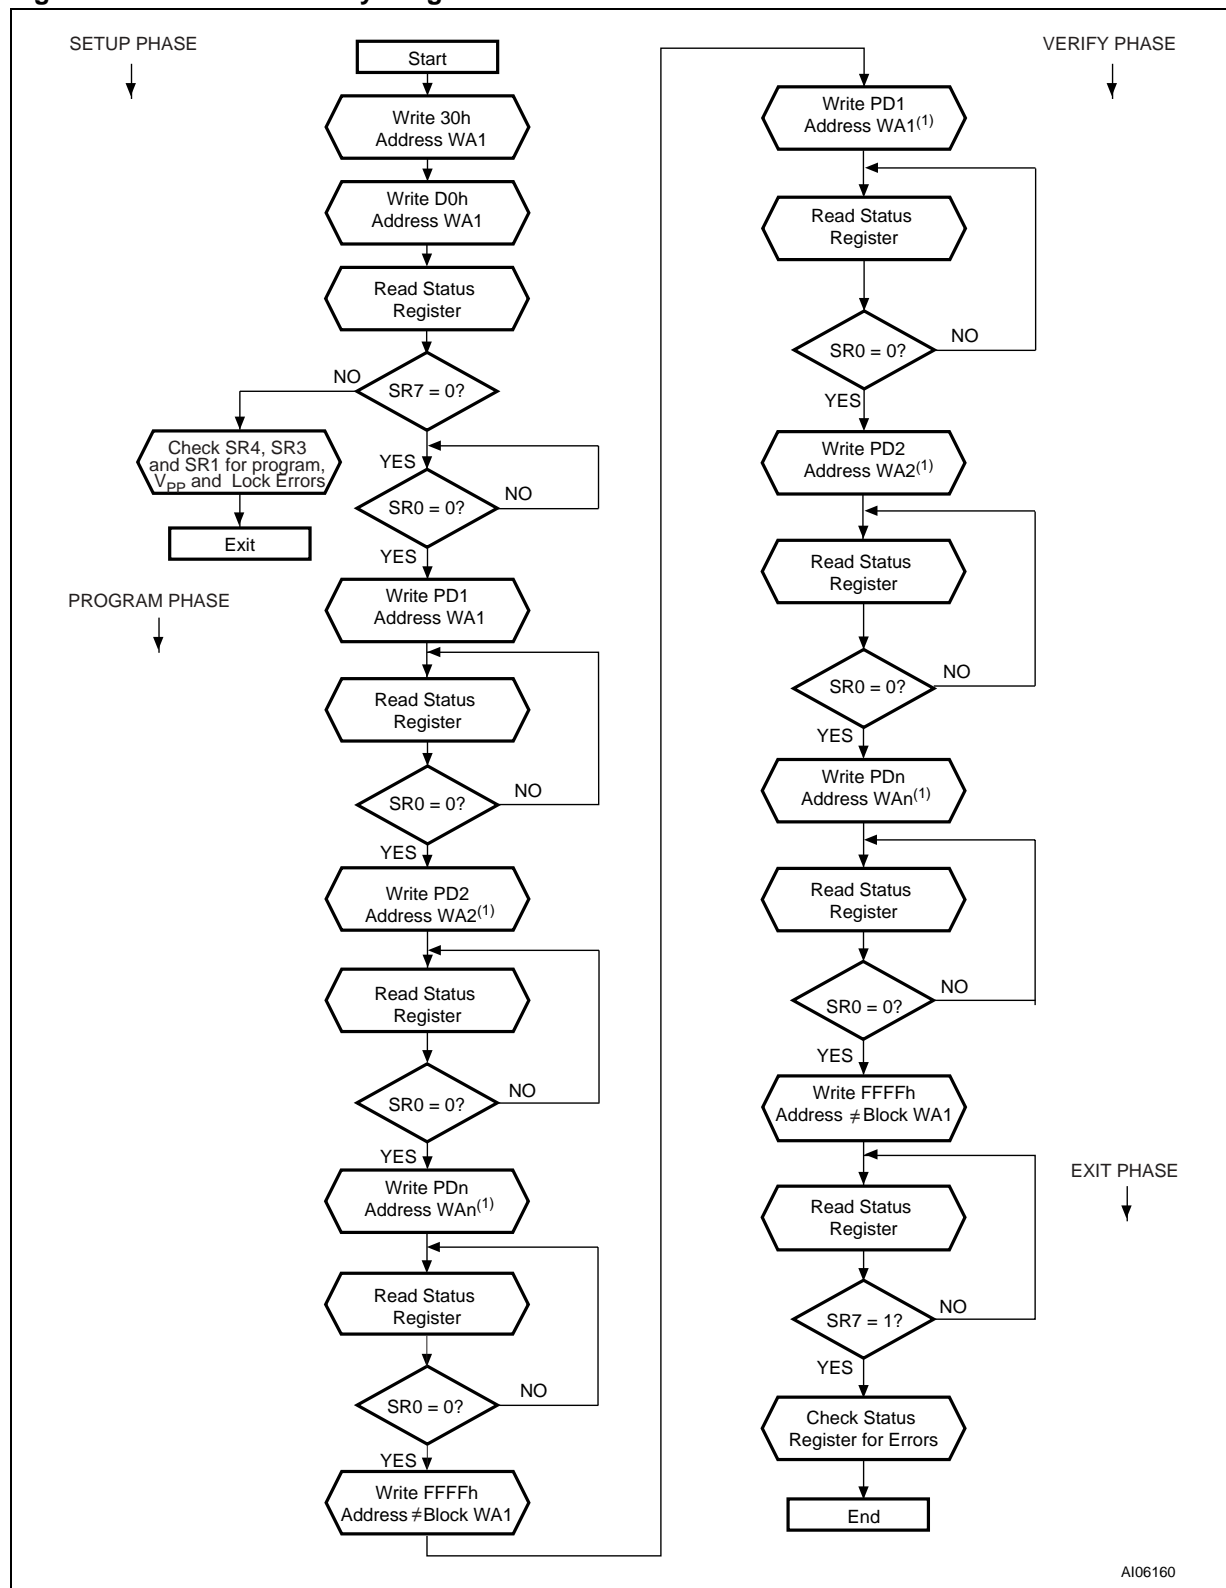 SETUP PHASE
Start
Write 30h
Address WA1
Write D0h
Address WA1
Read Status
Register
SR7 = 0?
NO
Check SR4, SR3
and SR1 for program,
VPP and Lock Errors
Exit
YES
SR0 = 0?
NO
YES
PROGRAM PHASE
Write PD1
Address WA1
Read Status
Register
SR0 = 0?
NO
YES
Write PD2
Address WA2(1)
Read Status
Register
SR0 = 0?
NO
YES
Write PDn
Address WAn(1)
Read Status
Register
SR0 = 0?
NO
YES
Write FFFFh
Address ≠ Block WA1
VERIFY PHASE
Write PD1
Address WA1(1)
Read Status
Register
SR0 = 0?
NO
YES
Write PD2
Address WA2(1)
Read Status
Register
SR0 = 0?
NO
YES
Write PDn
Address WAn(1)
Read Status
Register
SR0 = 0?
NO
YES
Write FFFFh
Address ≠ Block WA1
EXIT PHASE
Read Status
Register
SR7 = 1?
NO
YES
Check Status
Register for Errors
End
AI06160